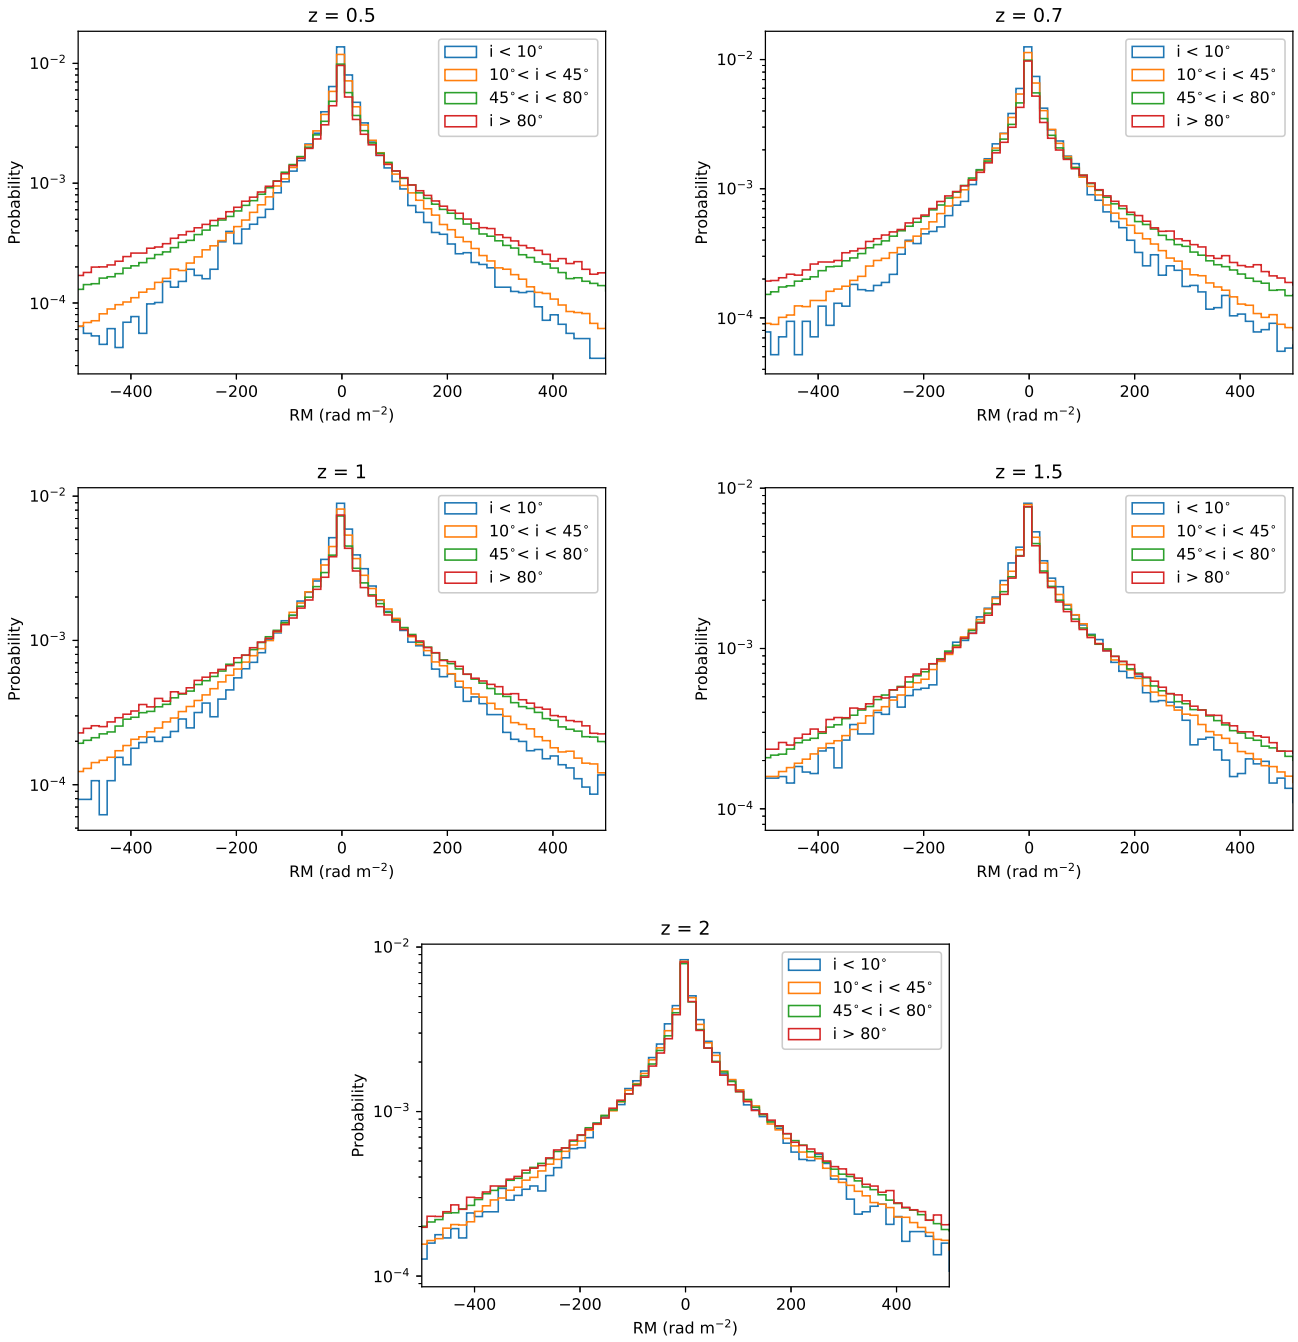 z = 0.5
10⁻²
10⁻³
10⁻⁴
Probability
i < 10°
10°< i < 45°
45°< i < 80°
i > 80°
−400 −200 0 200 400
RM (rad m⁻²)
z = 0.7
10⁻²
10⁻³
10⁻⁴
Probability
i < 10°
10°< i < 45°
45°< i < 80°
i > 80°
−400 −200 0 200 400
RM (rad m⁻²)
z = 1
10⁻²
10⁻³
10⁻⁴
Probability
i < 10°
10°< i < 45°
45°< i < 80°
i > 80°
−400 −200 0 200 400
RM (rad m⁻²)
z = 1.5
10⁻²
10⁻³
10⁻⁴
Probability
i < 10°
10°< i < 45°
45°< i < 80°
i > 80°
−400 −200 0 200 400
RM (rad m⁻²)
z = 2
10⁻²
10⁻³
10⁻⁴
Probability
i < 10°
10°< i < 45°
45°< i < 80°
i > 80°
−400 −200 0 200 400
RM (rad m⁻²)